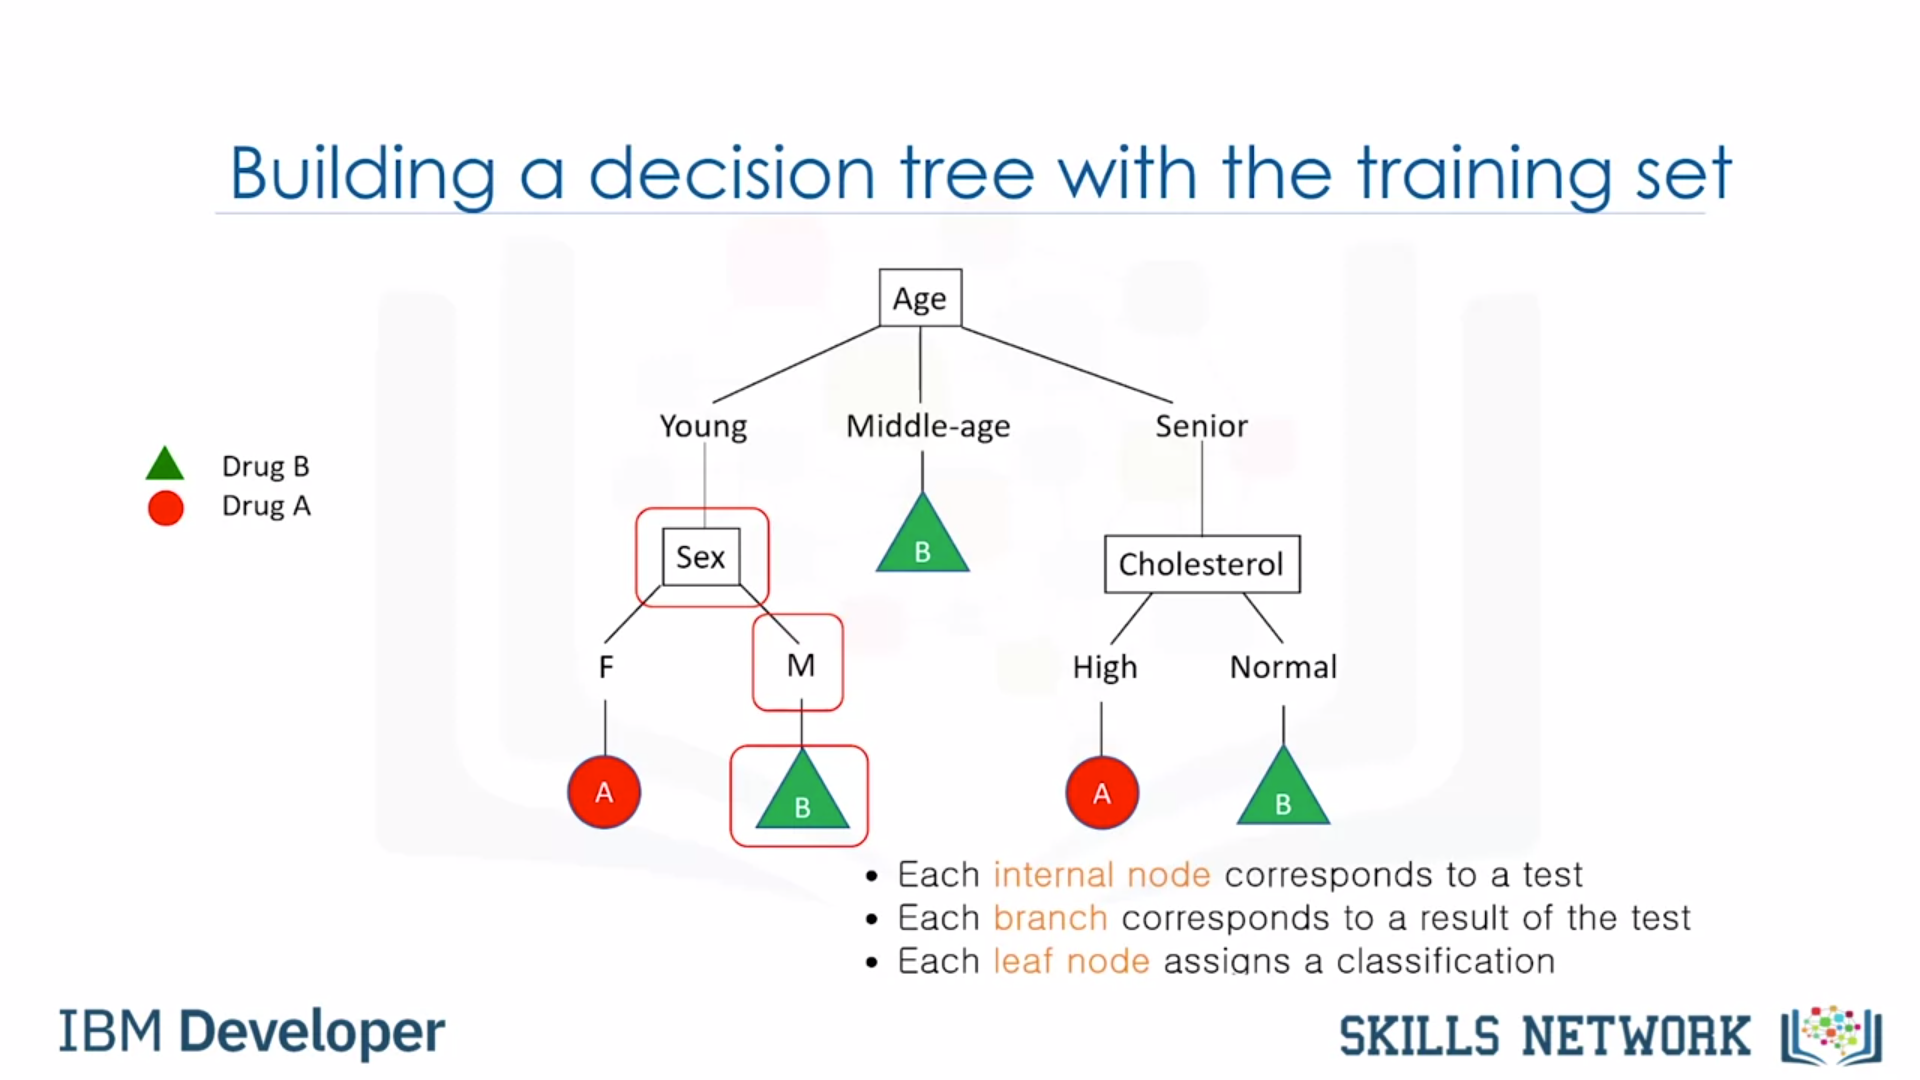 Building a decision tree with the training set
Age
Young Middle-age Senior
Drug B
Drug A
Sex
B
Cholesterol
F M High Normal
A B A B
• Each internal node corresponds to a test
• Each branch corresponds to a result of the test
• Each leaf node assigns a classification
IBM Developer
SKILLS NETWORK